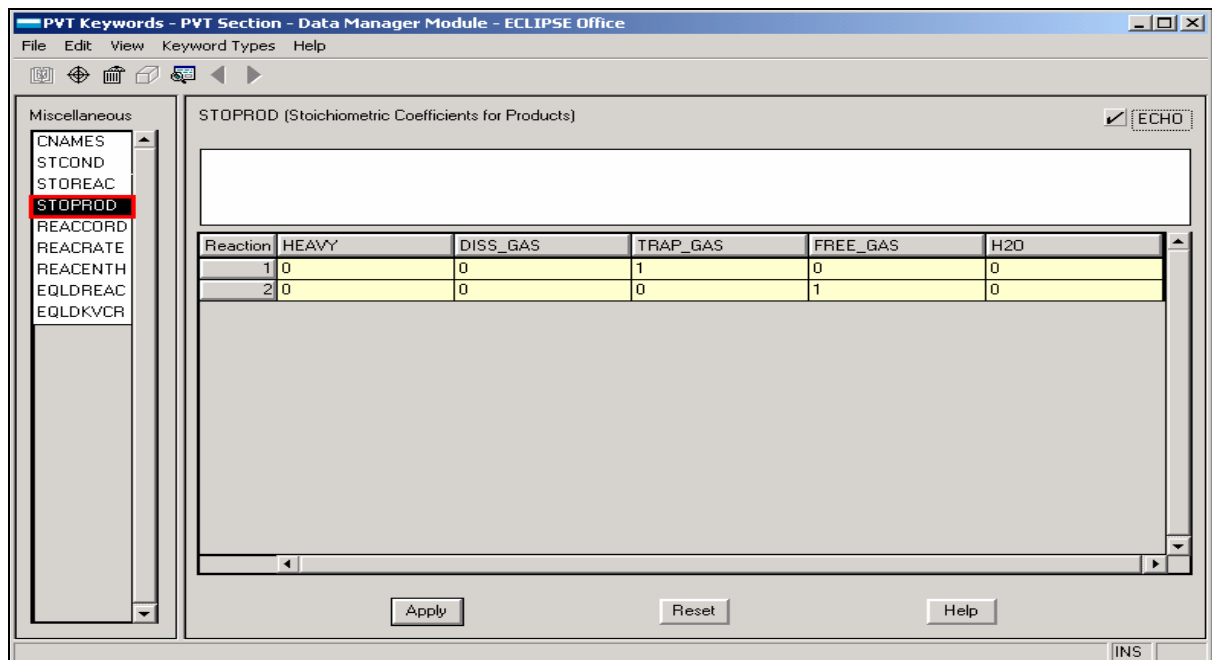 PVT Keywords - PVT Section - Data Manager Module - ECLIPSE Office
File Edit View Keyword Types Help
Miscellaneous
CNAMES
STCOND
STOREAC
STOPROD
REACCORD
REACRATE
REACENTH
EQLDREAC
EQLDKVCR
STOPROD (Stoichiometric Coefficients for Products)
ECHO
Reaction HEAVY DISS_GAS TRAP_GAS FREE_GAS H2O
1 0 0 1 0 0
2 0 0 0 1 0
Apply Reset Help
INS